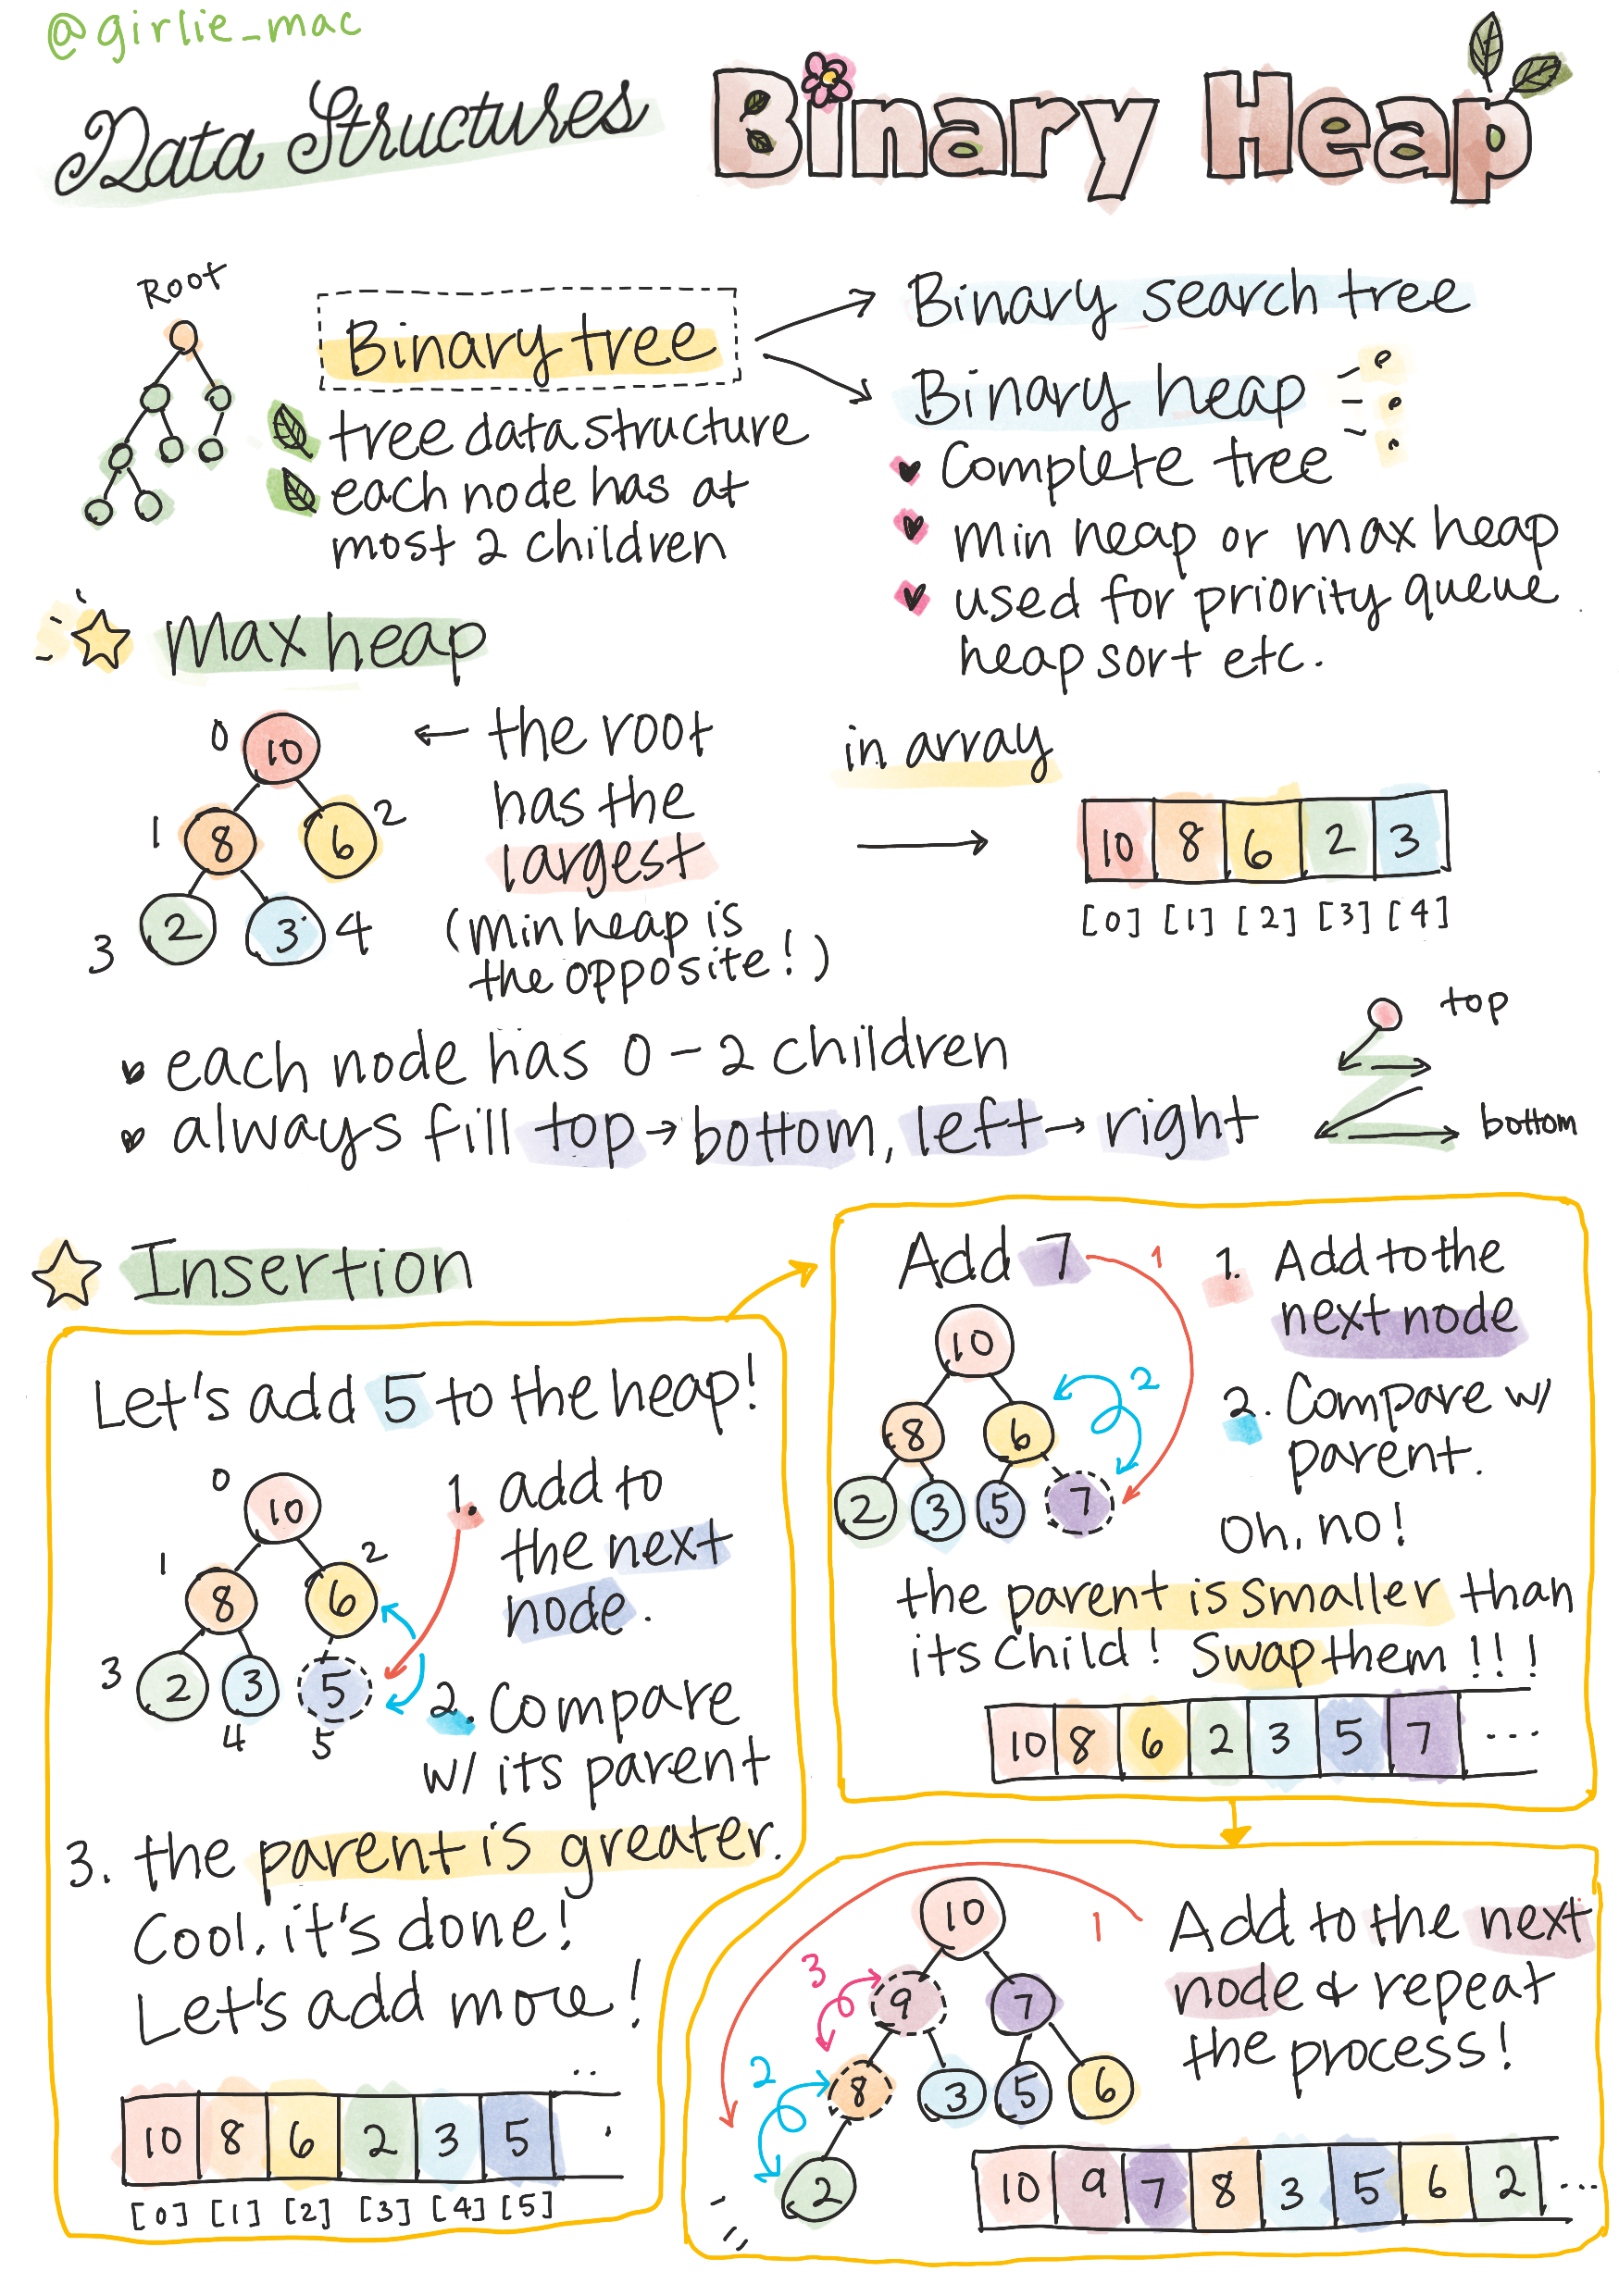 @girlie_mac
Data Structures
Binary Heap
Root
Binary tree
tree data structure
each node has at
most 2 children
Binary search tree
Binary heap
Complete tree
min heap or max heap
used for priority queue
heap sort etc.
Max heap
0 10
1 8 6 2
3 2 3 4
← the root
has the
largest
(Min heap is
the opposite!)
in array
10 8 6 2 3
[0] [1] [2] [3] [4]
each node has 0-2 children
always fill top → bottom, left → right
top
bottom
Insertion
Let's add 5 to the heap!
0 10
1 8 6 2
3 2 3 5
4 5
1. add to
the next
node.
2. Compare
w/ its parent
3. the parent is greater.
Cool, it's done!
Let's add more!
10 8 6 2 3 5
[0] [1] [2] [3] [4] [5]
Add 7 1
10
8 6 2
2 3 5 7
1. Add to the
next node
2. Compare w/
parent.
Oh, no!
the parent is smaller than
its child! Swap them!!!
10 8 6 2 3 5 7 ...
10 1
3 9 7
2 8 3 5 6
2
Add to the next
node & repeat
the process!
10 9 7 8 3 5 6 2 ...